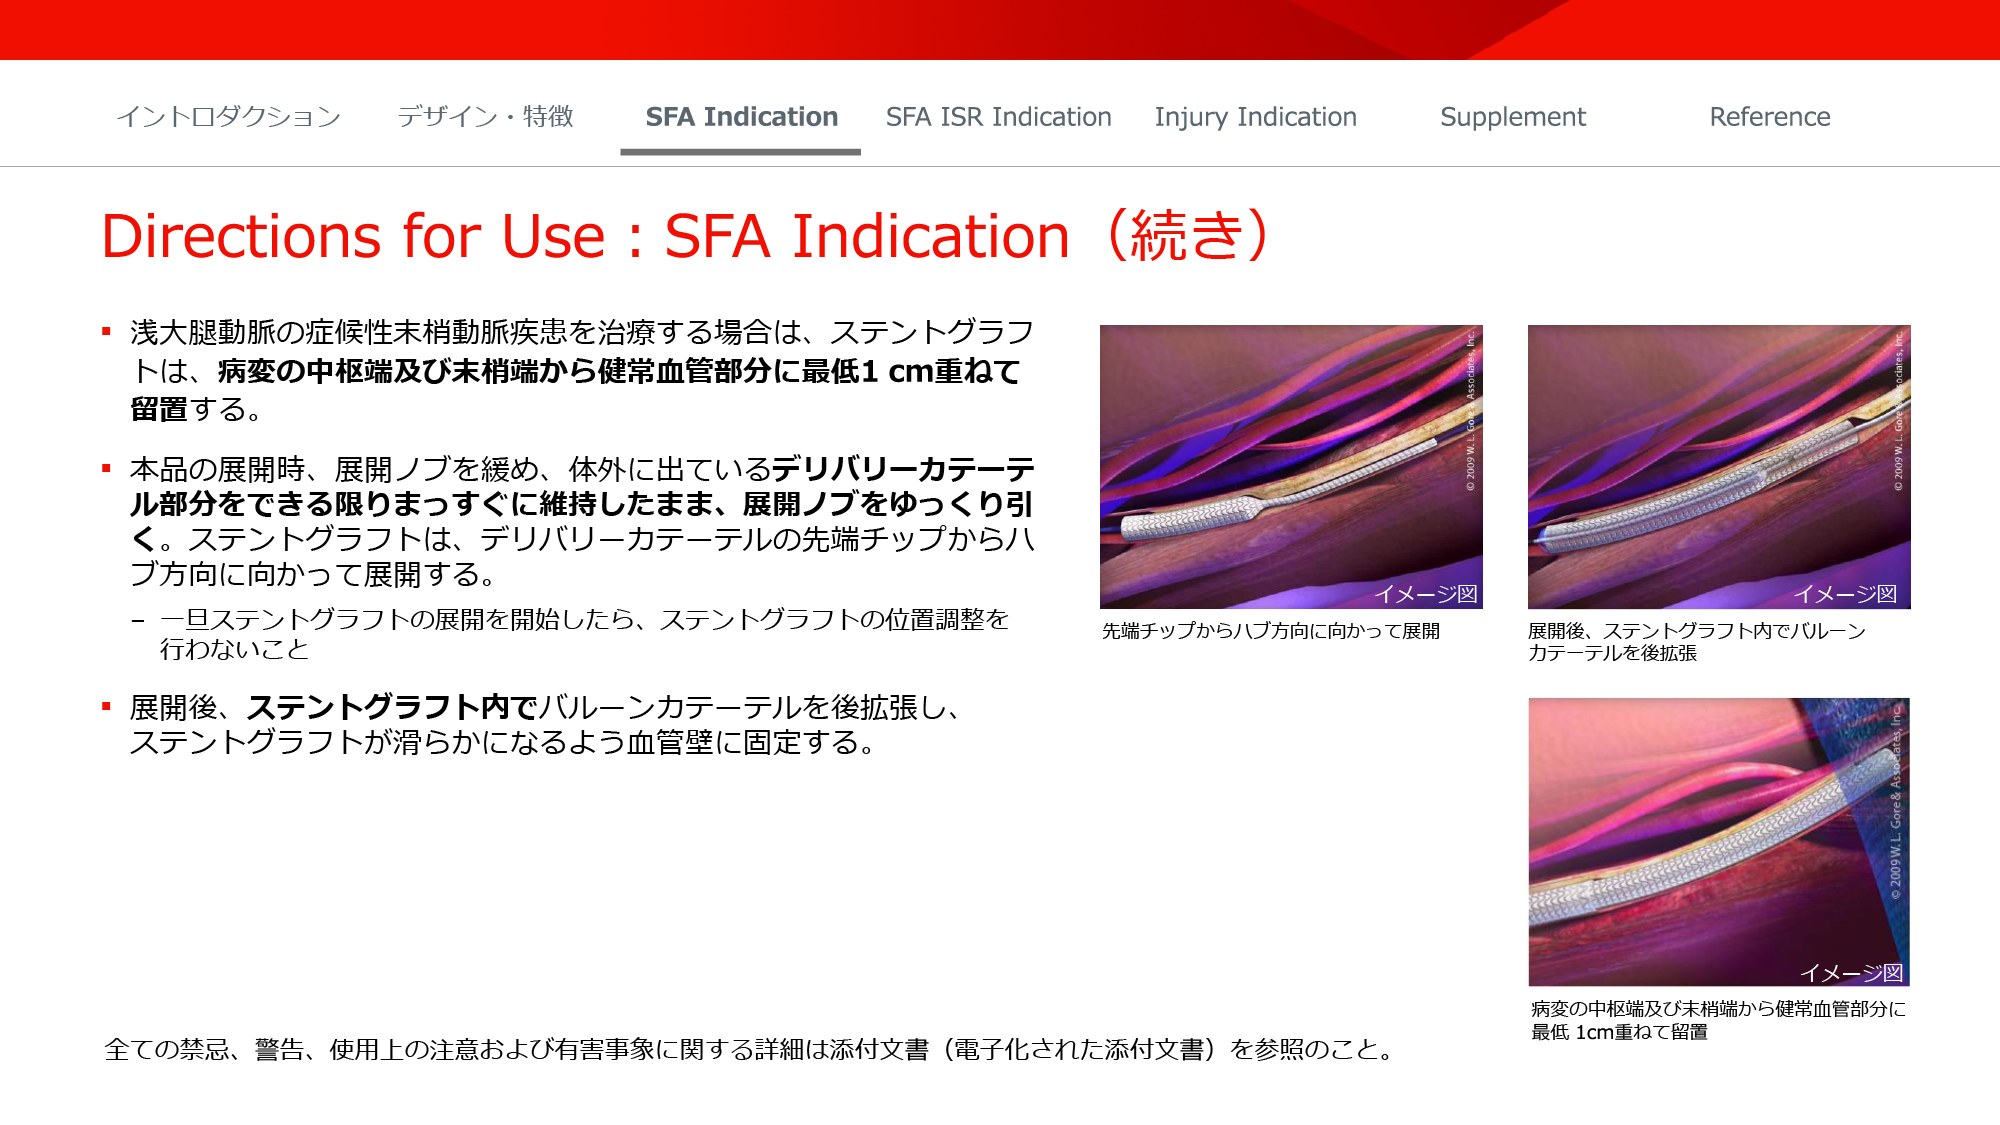 イントロダクション
デザイン・特徴
SFA Indication
SFA ISR Indication
Injury Indication
Supplement
Reference
Directions for Use：SFA Indication（続き）
▪ 浅大腿動脈の症候性末梢動脈疾患を治療する場合は、ステントグラフ
トは、病変の中枢端及び末梢端から健常血管部分に最低1 cm重ねて
留置する。
▪ 本品の展開時、展開ノブを緩め、体外に出ているデリバリーカテーテ
ル部分をできる限りまっすぐに維持したまま、展開ノブをゆっくり引
く。ステントグラフトは、デリバリーカテーテルの先端チップからハ
ブ方向に向かって展開する。
– 一旦ステントグラフトの展開を開始したら、ステントグラフトの位置調整を
行わないこと
▪ 展開後、ステントグラフト内でバルーンカテーテルを後拡張し、
ステントグラフトが滑らかになるよう血管壁に固定する。
© 2009 W. L. Gore & Associates, Inc.
イメージ図
先端チップからハブ方向に向かって展開
© 2009 W. L. Gore & Associates, Inc.
イメージ図
展開後、ステントグラフト内でバルーン
カテーテルを後拡張
© 2009 W. L. Gore & Associates, Inc.
イメージ図
病変の中枢端及び末梢端から健常血管部分に
最低 1cm重ねて留置
全ての禁忌、警告、使用上の注意および有害事象に関する詳細は添付文書（電子化された添付文書）を参照のこと。